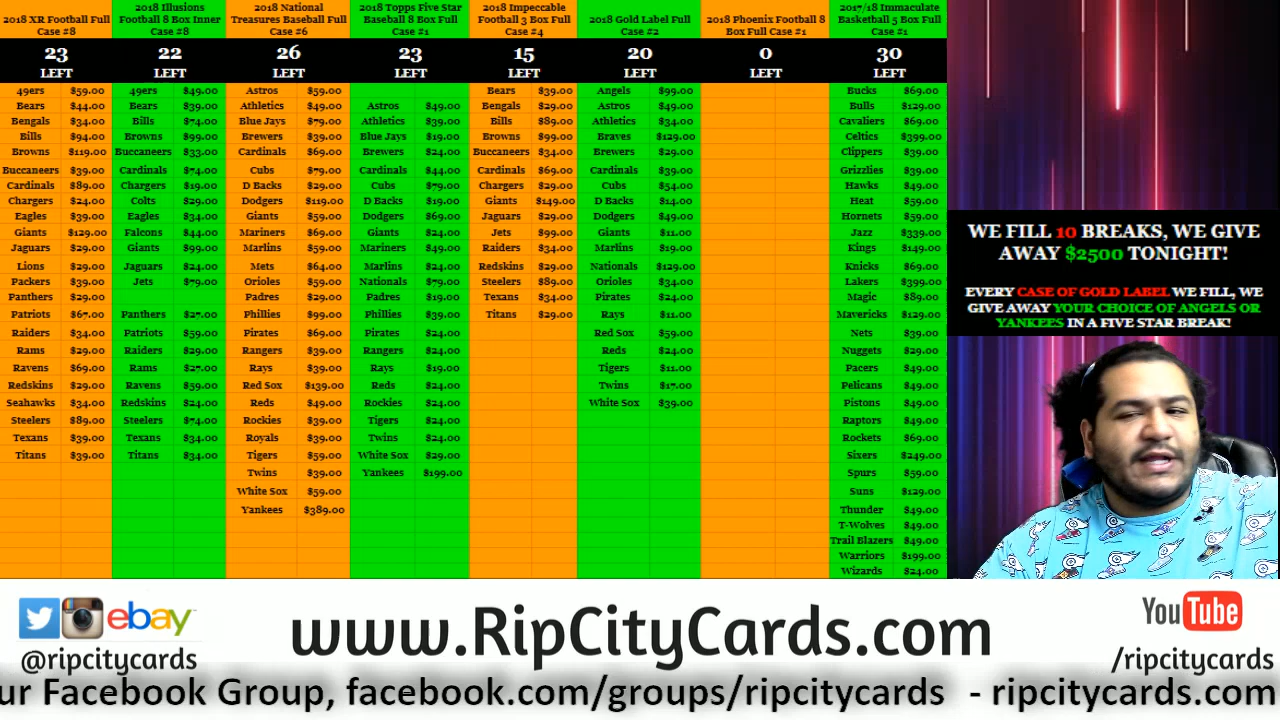 2018 XR Football Full Case #8
23
LEFT
49ers $59.00
Bears $44.00
Bengals $34.00
Bills $94.00
Browns $119.00
Buccaneers $39.00
Cardinals $89.00
Chargers $24.00
Eagles $39.00
Giants $129.00
Jaguars $29.00
Lions $29.00
Packers $39.00
Panthers $29.00
Patriots $67.00
Raiders $34.00
Rams $29.00
Ravens $69.00
Redskins $29.00
Seahawks $34.00
Steelers $89.00
Texans $39.00
Titans $39.00
2018 Illusions Football 8 Box Inner Case #8
22
LEFT
49ers $49.00
Bears $39.00
Bills $74.00
Browns $99.00
Buccaneers $33.00
Cardinals $74.00
Chargers $19.00
Colts $29.00
Eagles $34.00
Falcons $44.00
Giants $99.00
Jaguars $24.00
Jets $79.00
Panthers $27.00
Patriots $59.00
Raiders $29.00
Rams $27.00
Ravens $59.00
Redskins $24.00
Steelers $74.00
Texans $34.00
Titans $34.00
2018 National Treasures Baseball Full Case #6
26
LEFT
Astros $59.00
Athletics $49.00
Blue Jays $79.00
Brewers $39.00
Cardinals $69.00
Cubs $79.00
D Backs $29.00
Dodgers $119.00
Giants $59.00
Mariners $69.00
Marlins $59.00
Mets $64.00
Orioles $59.00
Padres $29.00
Phillies $99.00
Pirates $69.00
Rangers $39.00
Rays $39.00
Red Sox $139.00
Reds $49.00
Rockies $39.00
Royals $39.00
Tigers $59.00
Twins $39.00
White Sox $59.00
Yankees $389.00
2018 Topps Five Star Baseball 8 Box Full Case #1
23
LEFT
Astros $49.00
Athletics $39.00
Blue Jays $19.00
Brewers $24.00
Cardinals $44.00
Cubs $79.00
D Backs $19.00
Dodgers $69.00
Giants $24.00
Mariners $49.00
Marlins $24.00
Nationals $79.00
Padres $19.00
Phillies $39.00
Pirates $24.00
Rangers $24.00
Rays $19.00
Reds $24.00
Rockies $24.00
Tigers $24.00
Twins $24.00
White Sox $29.00
Yankees $199.00
2018 Impeccable Football 3 Box Full Case #4
15
LEFT
Bears $39.00
Bengals $29.00
Bills $89.00
Browns $99.00
Buccaneers $34.00
Cardinals $69.00
Chargers $29.00
Giants $149.00
Jaguars $29.00
Jets $99.00
Raiders $34.00
Redskins $29.00
Steelers $89.00
Texans $34.00
Titans $29.00
2018 Gold Label Full Case #2
20
LEFT
Angels $99.00
Astros $49.00
Athletics $34.00
Braves $129.00
Brewers $29.00
Cardinals $39.00
Cubs $54.00
D Backs $14.00
Dodgers $49.00
Giants $11.00
Marlins $19.00
Nationals $129.00
Orioles $34.00
Pirates $24.00
Rays $11.00
Red Sox $59.00
Reds $24.00
Tigers $11.00
Twins $17.00
White Sox $39.00
2018 Phoenix Football 8 Box Full Case #1
0
LEFT
2017/18 Immaculate Basketball 5 Box Full Case #1
30
LEFT
Bucks $69.00
Bulls $129.00
Cavaliers $69.00
Celtics $399.00
Clippers $39.00
Grizzlies $39.00
Hawks $49.00
Heat $59.00
Hornets $59.00
Jazz $339.00
Kings $149.00
Knicks $69.00
Lakers $399.00
Magic $89.00
Mavericks $129.00
Nets $39.00
Nuggets $29.00
Pacers $49.00
Pelicans $49.00
Pistons $49.00
Raptors $49.00
Rockets $69.00
Sixers $249.00
Spurs $59.00
Suns $129.00
Thunder $49.00
T-Wolves $49.00
Trail Blazers $49.00
Warriors $199.00
Wizards $24.00
WE FILL 10 BREAKS, WE GIVE
AWAY $2500 TONIGHT!
EVERY CASE OF GOLD LABEL WE FILL, WE
GIVE AWAY YOUR CHOICE OF ANGELS OR
YANKEES IN A FIVE STAR BREAK!
ebay
@ripcitycards
www.RipCityCards.com
YouTube
/ripcitycards
ur Facebook Group, facebook.com/groups/ripcitycards - ripcitycards.com